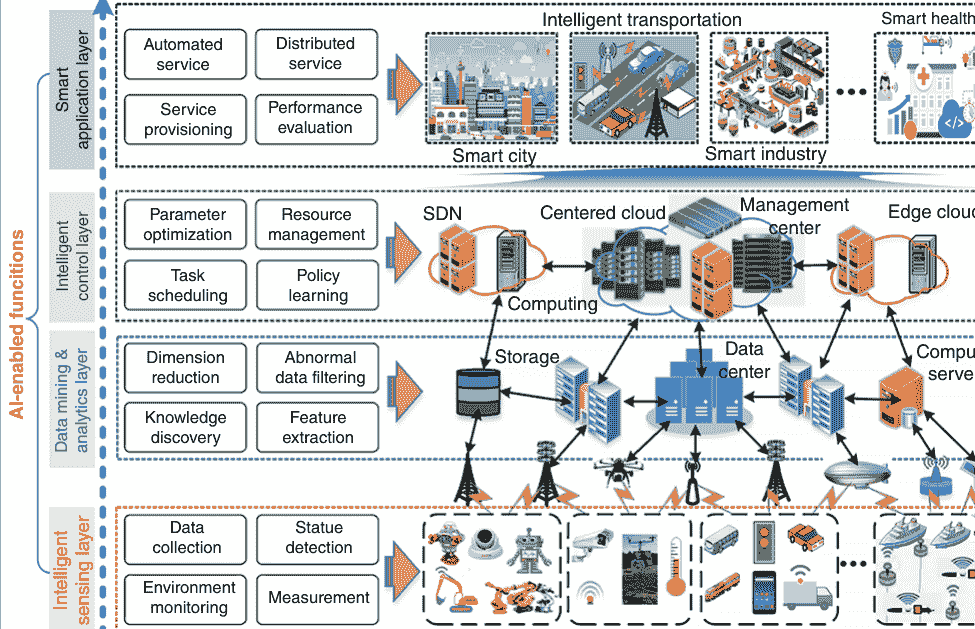 AI-enabled funcitions
Smart
application layer
Automated
service
Distributed
service
Service
provisioning
Performance
evaluation
Intelligent transportation
Smart health
Smart city
Smart industry
Intelligent
control layer
Parameter
optimization
Resource
management
Task
scheduling
Policy
learning
SDN
Centered cloud
Management
center
Edge cloud
Computing
Data mining &
analytics layer
Dimension
reduction
Abnormal
data filtering
Knowledge
discovery
Feature
extraction
Storage
Data
center
Compu
serve
Intelligent
sensing layer
Data
collection
Statue
detection
Environment
monitoring
Measurement